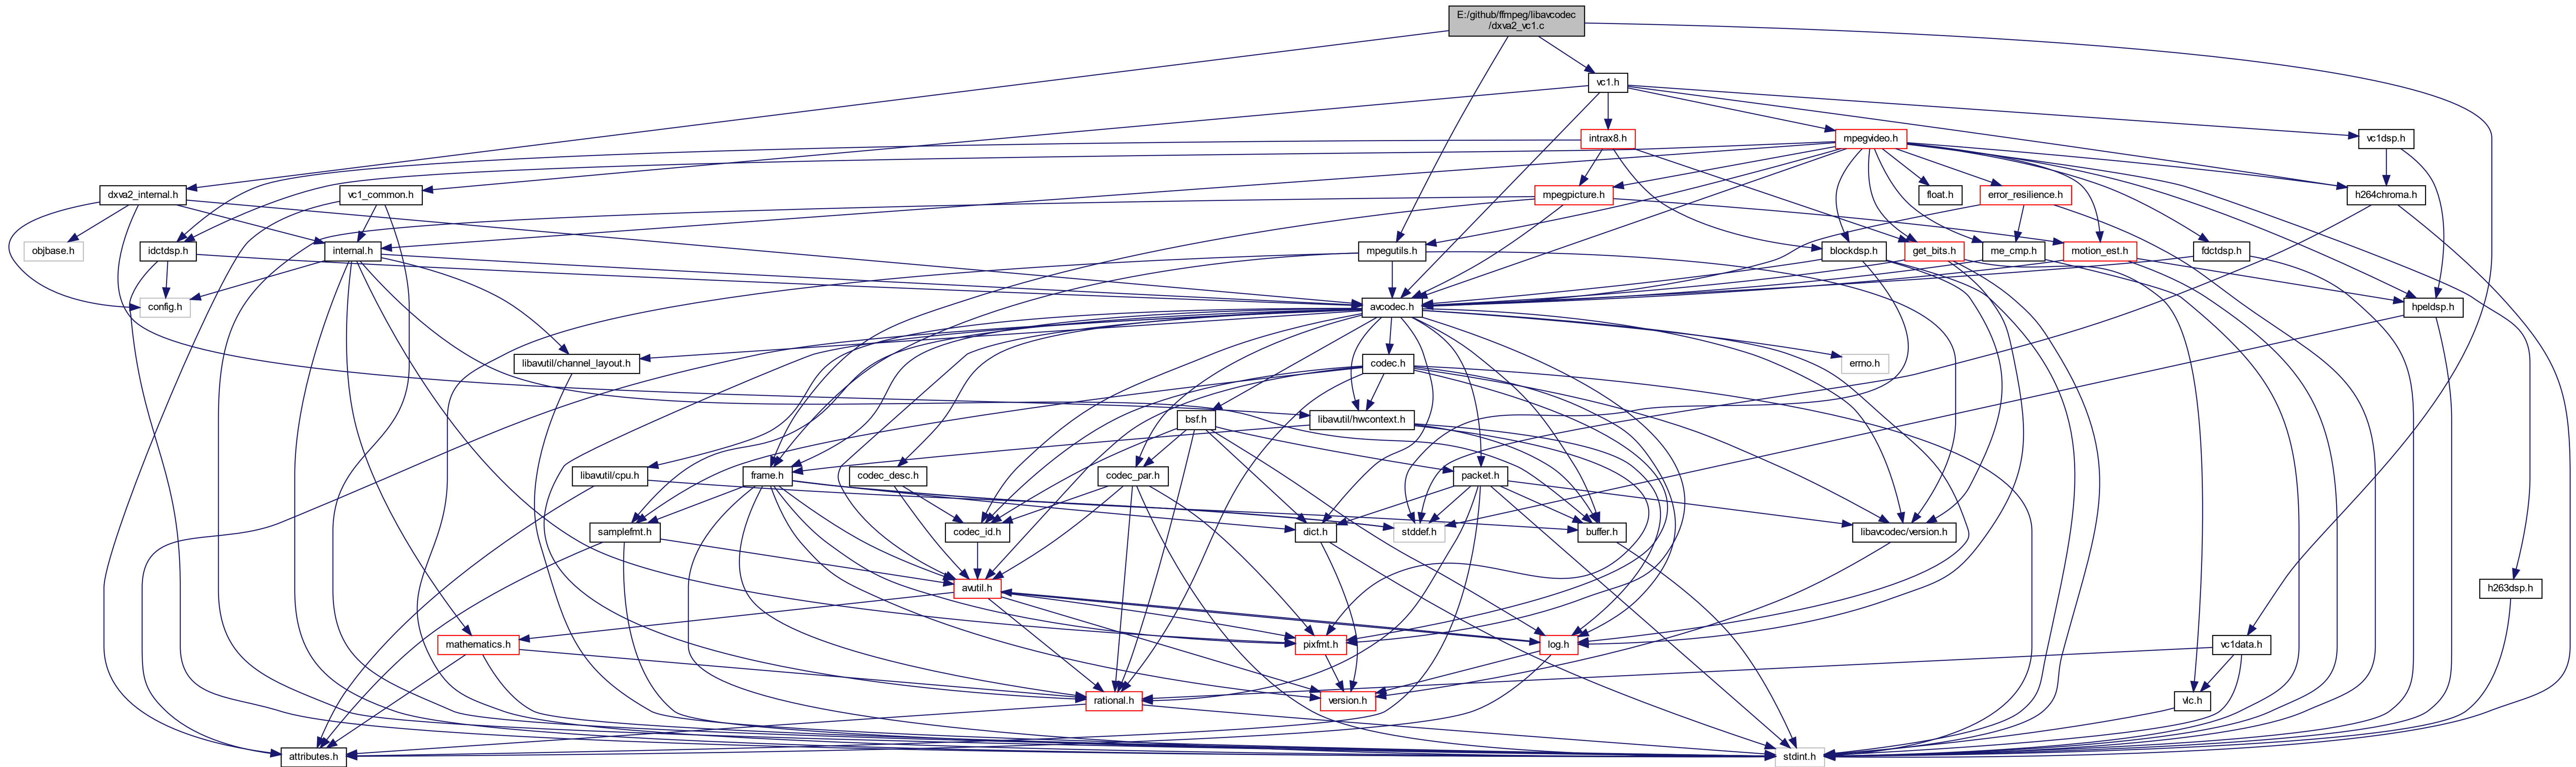 E:/github/ffmpeg/libavcodec
/dxva2_vc1.c
vc1.h
intrax8.h
mpegvideo.h
vc1dsp.h
dxva2_internal.h
vc1_common.h
mpegpicture.h
float.h
error_resilience.h
h264chroma.h
objbase.h
idctdsp.h
internal.h
mpegutils.h
blockdsp.h
get_bits.h
me_cmp.h
motion_est.h
fdctdsp.h
config.h
avcodec.h
hpeldsp.h
libavutil/channel_layout.h
codec.h
errno.h
bsf.h
libavutil/hwcontext.h
libavutil/cpu.h
frame.h
codec_desc.h
codec_par.h
packet.h
samplefmt.h
codec_id.h
dict.h
stddef.h
buffer.h
libavcodec/version.h
avutil.h
h263dsp.h
mathematics.h
pixfmt.h
log.h
vc1data.h
rational.h
version.h
vlc.h
attributes.h
stdint.h